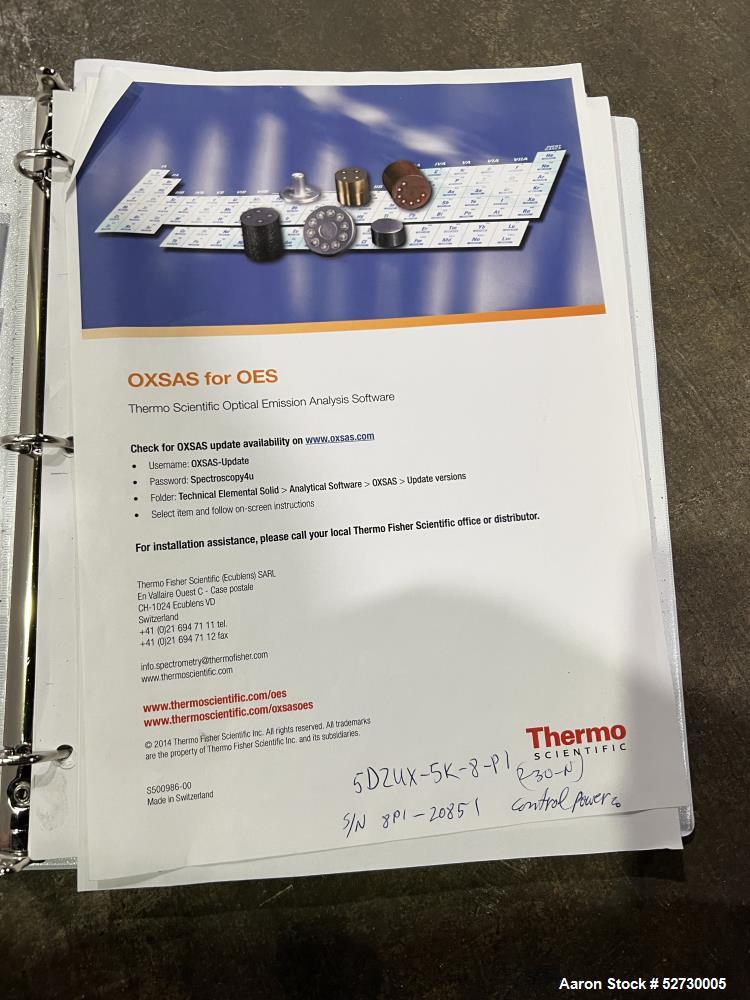 OXSAS for OES
Thermo Scientific Optical Emission Analysis Software
Check for OXSAS update availability on www.oxsas.com
• Username: OXSAS-Update
• Password: Spectroscopy4u
• Folder: Technical Elemental Solid > Analytical Software > OXSAS > Update versions
• Select item and follow on-screen instructions
For installation assistance, please call your local Thermo Fisher Scientific office or distributor.
Thermo Fisher Scientific (Ecublens) SARL
En Vallaire Ouest C - Case postale
CH-1024 Ecublens VD
Switzerland
+41 (0)21 694 71 11 tel.
+41 (0)21 694 71 12 fax
info.spectrometry@thermofisher.com
www.thermoscientific.com
www.thermoscientific.com/oes
www.thermoscientific.com/oxsasoes
© 2014 Thermo Fisher Scientific Inc. All rights reserved. All trademarks
are the property of Thermo Fisher Scientific Inc. and its subsidiaries.
S500986-00
Made in Switzerland
Thermo
SCIENTIFIC
5D2UX-5K-8-P1 (230-N)
S/N 8P1-20851 control power
Aaron Stock # 52730005